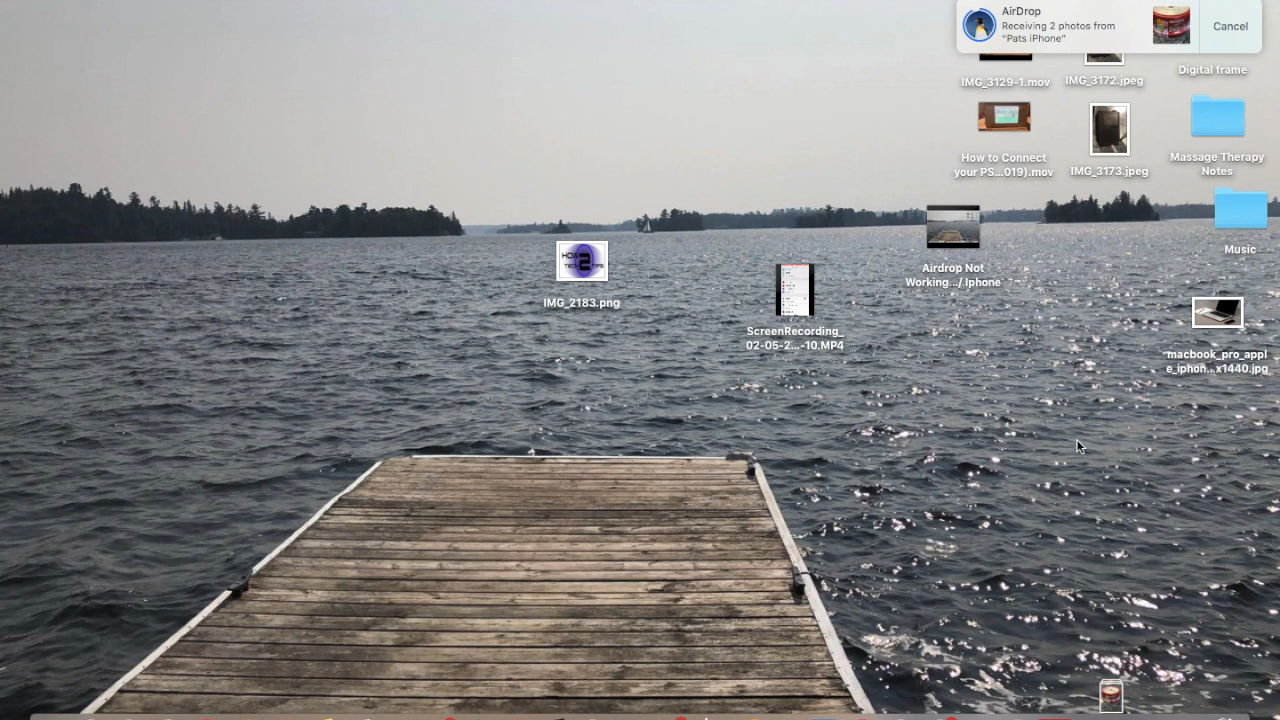 AirDrop
Receiving 2 photos from
"Pats iPhone"
Cancel
IMG_3129-1.mov
IMG_3172.jpeg
Digital frame
How to Connect
your PS...019).mov
IMG_3173.jpeg
Massage Therapy
Notes
Music
Airdrop Not
Working.../ IPhone
IMG_2183.png
ScreenRecording_
02-05-2...-10.MP4
macbook_pro_appl
e_iphon...x1440.jpg